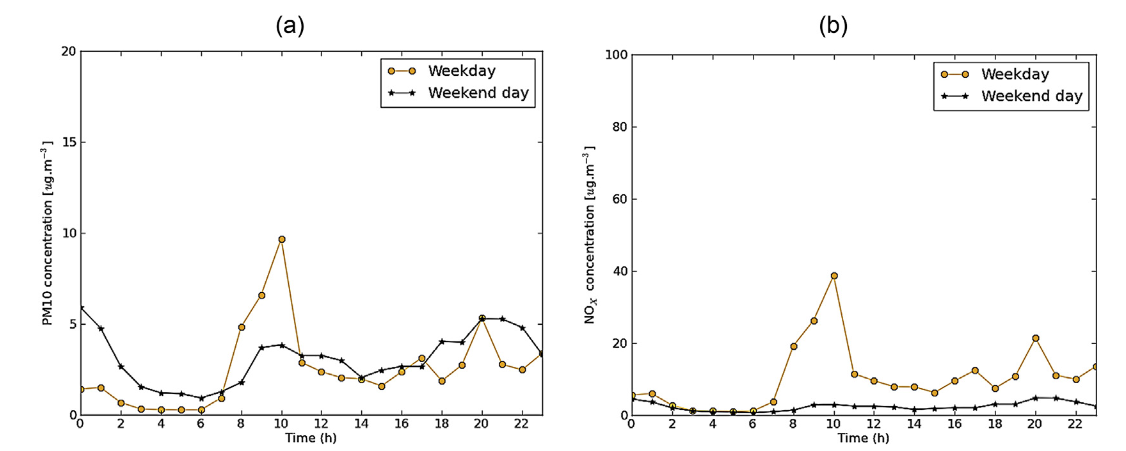 (a)
20
15
10
5
0
PM10 concentration [ug.m⁻³]
Weekday
Weekend day
0 2 4 6 8 10 12 14 16 18 20 22
Time (h)
(b)
100
80
60
40
20
0
NOX concentration [ug.m⁻³]
Weekday
Weekend day
0 2 4 6 8 10 12 14 16 18 20 22
Time (h)